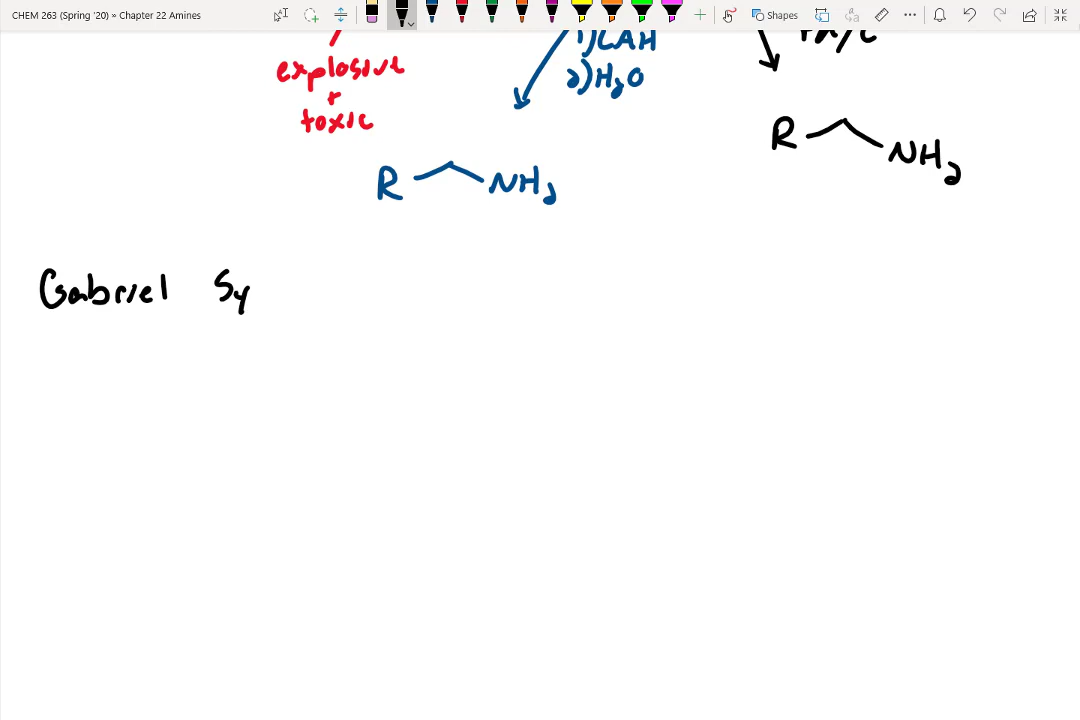 CHEM 263 (Spring '20) » Chapter 22 Amines
Shapes
1) LAH
2) H2O
explosive
+
toxic
R NH2
R NH2
Gabriel Sy